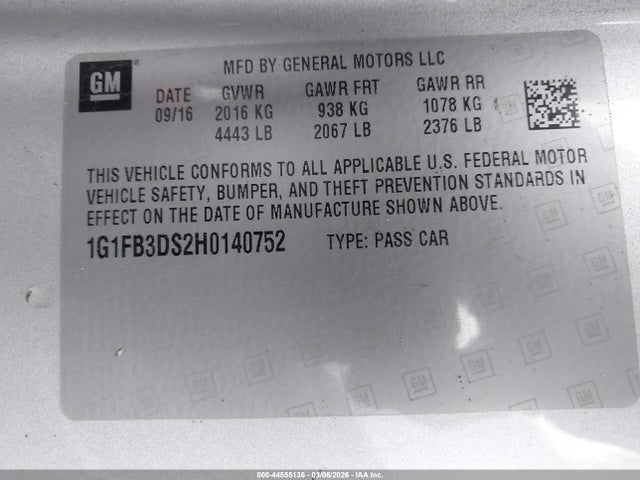 GM
MFD BY GENERAL MOTORS LLC
DATE GVWR GAWR FRT GAWR RR
09/16 2016 KG 938 KG 1078 KG
4443 LB 2067 LB 2376 LB
THIS VEHICLE CONFORMS TO ALL APPLICABLE U.S. FEDERAL MOTOR
VEHICLE SAFETY, BUMPER, AND THEFT PREVENTION STANDARDS IN
EFFECT ON THE DATE OF MANUFACTURE SHOWN ABOVE.
1G1FB3DS2H0140752 TYPE: PASS CAR
000-44555136 - 03/06/2026 - IAA Inc.